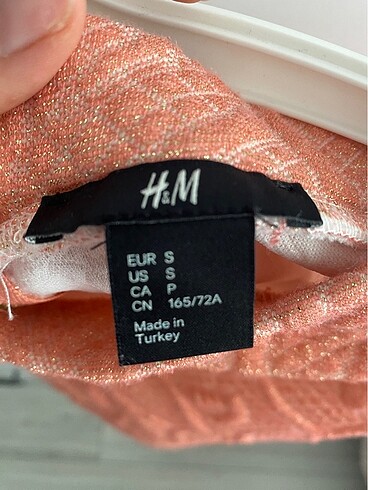 H&M
EUR S
US S
CA P
CN 165/72A
Made in
Turkey